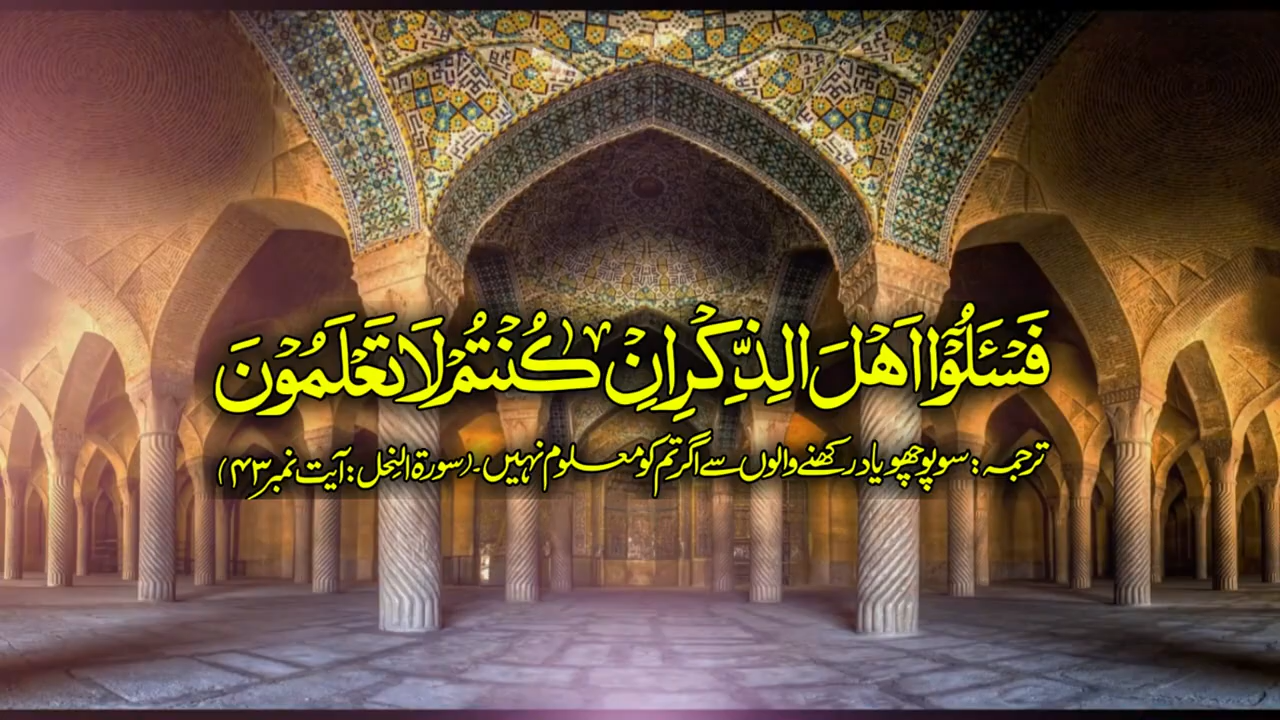 فَسْـَٔلُوْۤا اَهْلَ الذِّكْرِ اِنْ كُنْتُمْ لَا تَعْلَمُوْنَ
ترجمہ: سو پوچھو یاد رکھنے والوں سے اگر تم کو معلوم نہیں۔(سورۃ النحل: آیت نمبر ۴۳)